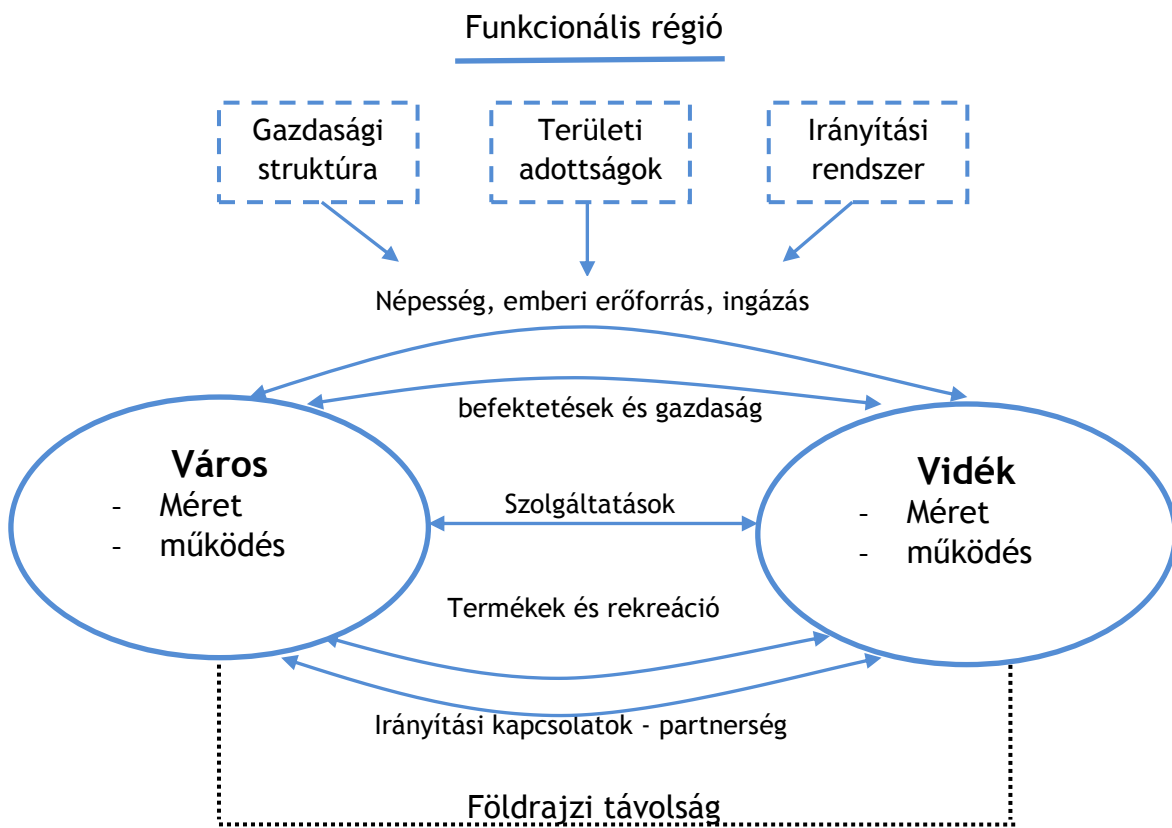 Funkcionális régió
Gazdasági
struktúra
Területi
adottságok
Irányítási
rendszer
Népesség, emberi erőforrás, ingázás
befektetések és gazdaság
Város
- Méret
- működés
Szolgáltatások
Vidék
- Méret
- működés
Termékek és rekreáció
Irányítási kapcsolatok - partnerség
Földrajzi távolság